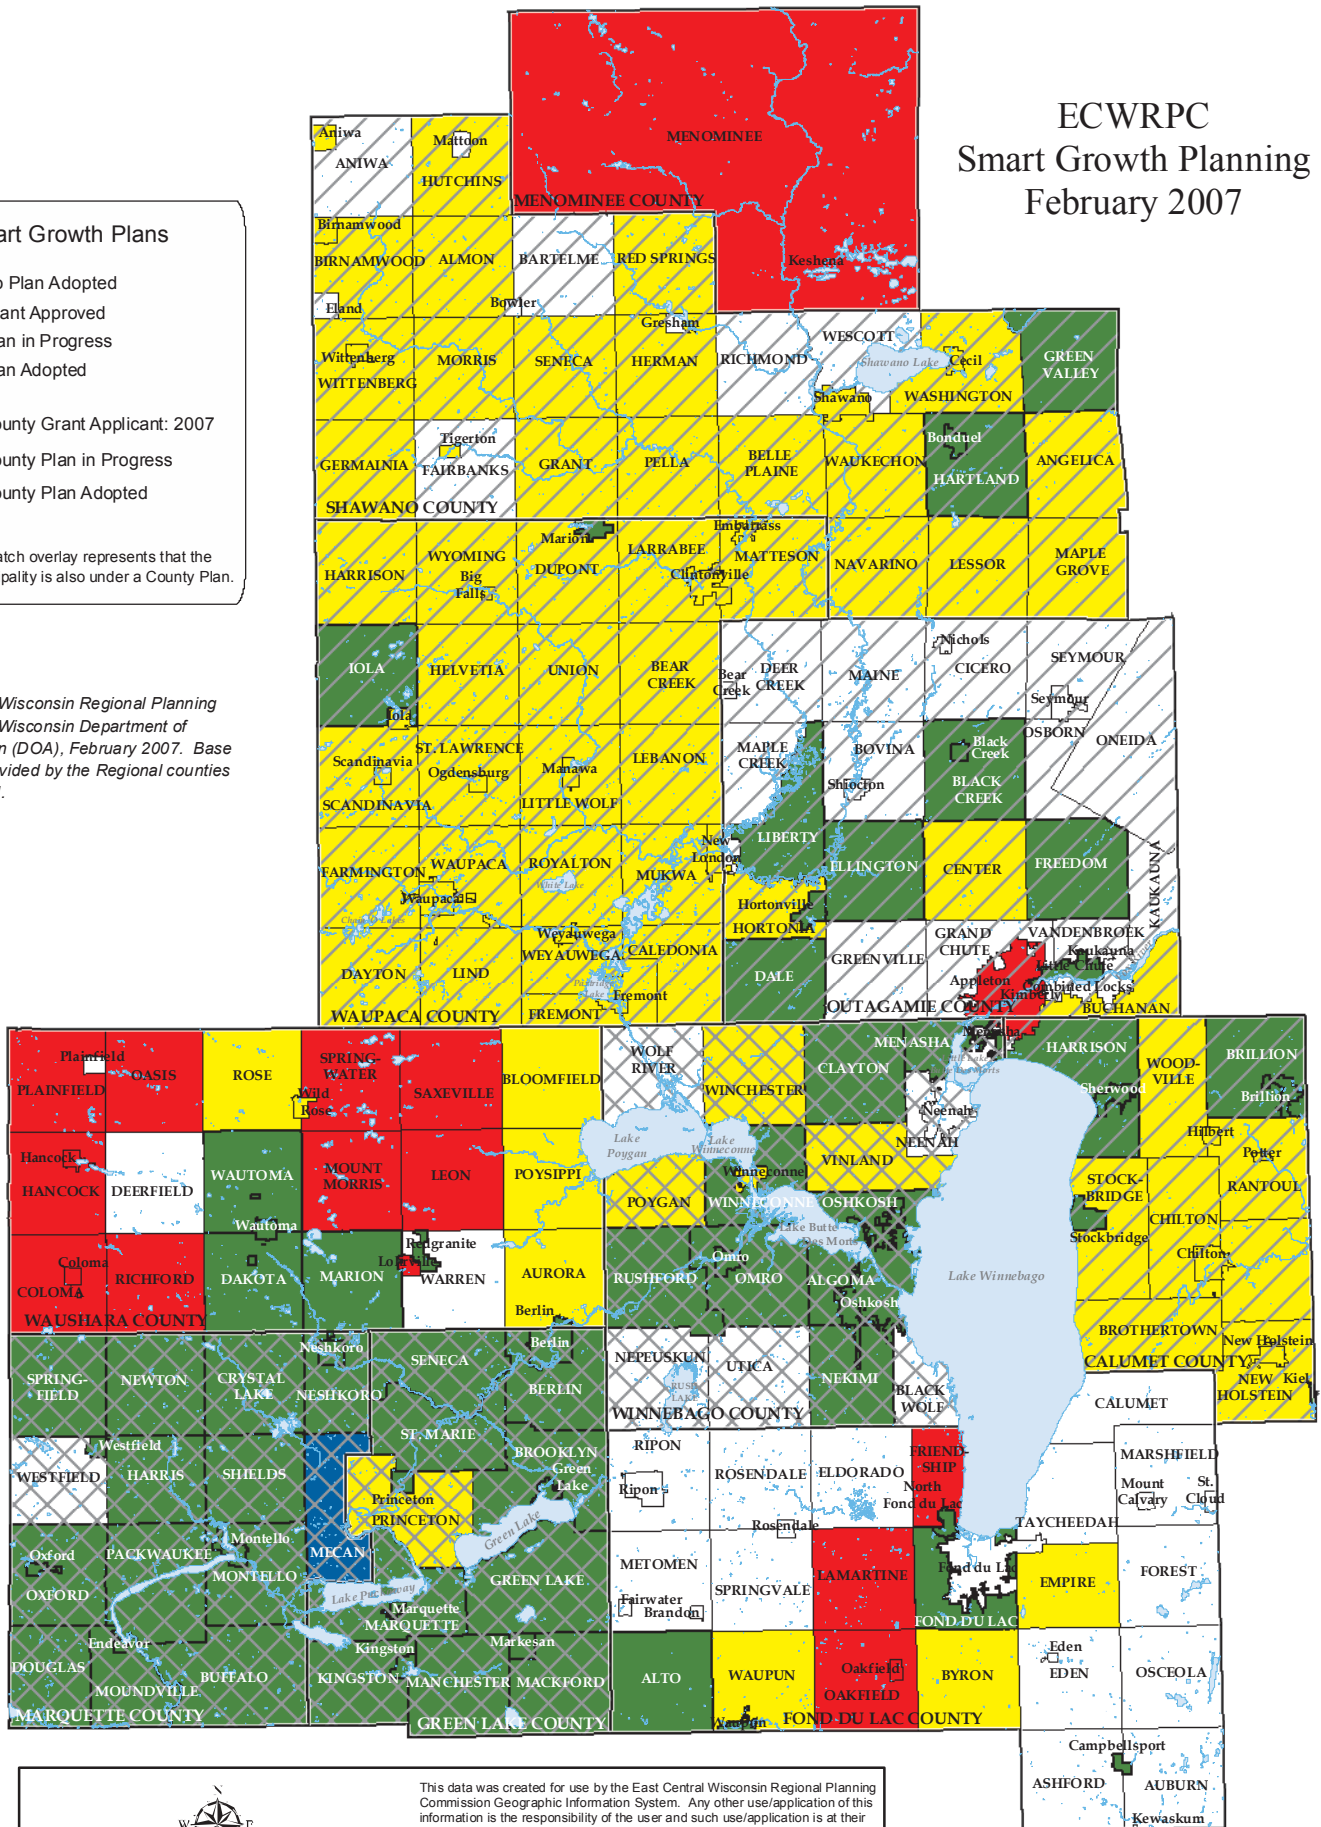 ECWRPC
Smart Growth Planning
February 2007
art Growth Plans
o Plan Adopted
ant Approved
an in Progress
an Adopted
ounty Grant Applicant: 2007
ounty Plan in Progress
ounty Plan Adopted
atch overlay represents that the
ipality is also under a County Plan.
Wisconsin Regional Planning
Wisconsin Department of
n (DOA), February 2007. Base
vided by the Regional counties
l.
MENOMINEE
MENOMINEE COUNTY
Keshena
Aniwa
ANIWA
Mattoon
HUTCHINS
Birnamwood
BIRNAMWOOD
ALMON
BARTELME
RED SPRINGS
Eland
Bowler
Gresham
Wittenberg
WITTENBERG
MORRIS
SENECA
HERMAN
RICHMOND
WESCOTT
Shawano Lake
Cecil
GREEN
VALLEY
Shawano
WASHINGTON
Tigerton
GERMAINIA
FAIRBANKS
GRANT
PELLA
BELLE
PLAINE
WAUKECHON
Bonduel
HARTLAND
ANGELICA
SHAWANO COUNTY
HARRISON
WYOMING
Big
Falls
Marion
DUPONT
LARRABEE
Clintonville
Embarrass
MATTESON
NAVARINO
LESSOR
MAPLE
GROVE
IOLA
Iola
HELVETIA
UNION
BEAR
CREEK
Bear
Creek
DEER
CREEK
MAINE
Nichols
CICERO
SEYMOUR
Seymour
Scandinavia
SCANDINAVIA
ST. LAWRENCE
Ogdensburg
Manawa
LITTLE WOLF
LEBANON
MAPLE
CREEK
BOVINA
Shiocton
Black
Creek
BLACK
CREEK
OSBORN
ONEIDA
FARMINGTON
WAUPACA
Waupaca
ROYALTON
White Lake
MUKWA
New
London
LIBERTY
ELLINGTON
CENTER
FREEDOM
KAUKAUNA
Hortonville
HORTONIA
DAYTON
LIND
Weyauwega
WEYAUWEGA
CALEDONIA
Fremont
FREMONT
WAUPACA COUNTY
DALE
GREENVILLE
GRAND
CHUTE
VANDENBROEK
Kaukauna
Little Chute
Appleton
Kimberly
Combined Locks
BUCHANAN
OUTAGAMIE COUNTY
Plainfield
PLAINFIELD
OASIS
ROSE
Wild
Rose
SPRING-
WATER
SAXEVILLE
BLOOMFIELD
WOLF
RIVER
WINCHESTER
CLAYTON
MENASHA
Menasha
HARRISON
Sherwood
WOOD-
VILLE
BRILLION
Brillion
Hancock
HANCOCK
DEERFIELD
WAUTOMA
Wautoma
MOUNT
MORRIS
LEON
POYSIPPI
Lake
Poygan
Lake
Winneconne
Neenah
NEENAH
POYGAN
Winneconne
WINNECONNE
VINLAND
OSHKOSH
Hilbert
Potter
RANTOUL
STOCK-
BRIDGE
Stockbridge
CHILTON
Chilton
Coloma
COLOMA
RICHFORD
DAKOTA
MARION
Redgranite
Lohrville
WARREN
AURORA
Berlin
WAUSHARA COUNTY
RUSHFORD
Omro
OMRO
Lake Butte
Des Morts
ALGOMA
Oshkosh
Lake Winnebago
BROTHERTOWN
New Holstein
CALUMET COUNTY
NEW
HOLSTEIN
Kiel
SPRING-
FIELD
NEWTON
CRYSTAL
LAKE
Neshkoro
NESHKORO
SENECA
Berlin
BERLIN
NEPEUSKUN
RUSH
LAKE
UTICA
NEKIMI
BLACK
WOLF
WINNEBAGO COUNTY
CALUMET
Westfield
WESTFIELD
HARRIS
SHIELDS
ST. MARIE
BROOKLYN
Green
Lake
Princeton
PRINCETON
Green Lake
RIPON
Ripon
ROSENDALE
Rosendale
ELDORADO
FRIEND-
SHIP
North
Fond du Lac
MARSHFIELD
Mount
Calvary
St.
Cloud
TAYCHEEDAH
Oxford
OXFORD
PACKWAUKEE
Montello
MONTELLO
MECAN
Lake Puckaway
Marquette
MARQUETTE
GREEN LAKE
METOMEN
Fairwater
Brandon
SPRINGVALE
LAMARTINE
Fond du Lac
FOND DU LAC
EMPIRE
FOREST
DOUGLAS
Endeavor
MOUNDVILLE
BUFFALO
MARQUETTE COUNTY
Kingston
KINGSTON
MANCHESTER
Markesan
MACKFORD
GREEN LAKE COUNTY
ALTO
WAUPUN
Waupun
Oakfield
OAKFIELD
BYRON
FOND DU LAC COUNTY
Eden
EDEN
OSCEOLA
Campbellsport
ASHFORD
AUBURN
Kewaskum
N
W
E
This data was created for use by the East Central Wisconsin Regional Planning
Commission Geographic Information System. Any other use/application of this
information is the responsibility of the user and such use/application is at their